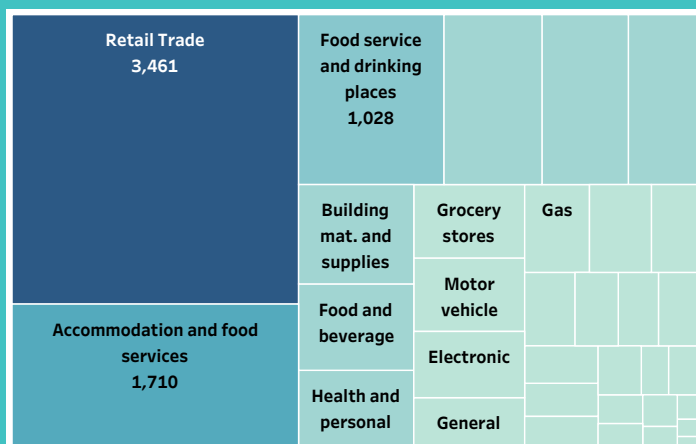 Retail Trade
3,461
Food service
and drinking
places
1,028
Building
mat. and
supplies
Grocery
stores
Gas
Motor
vehicle
Food and
beverage
Accommodation and food
services
1,710
Electronic
Health and
personal
General